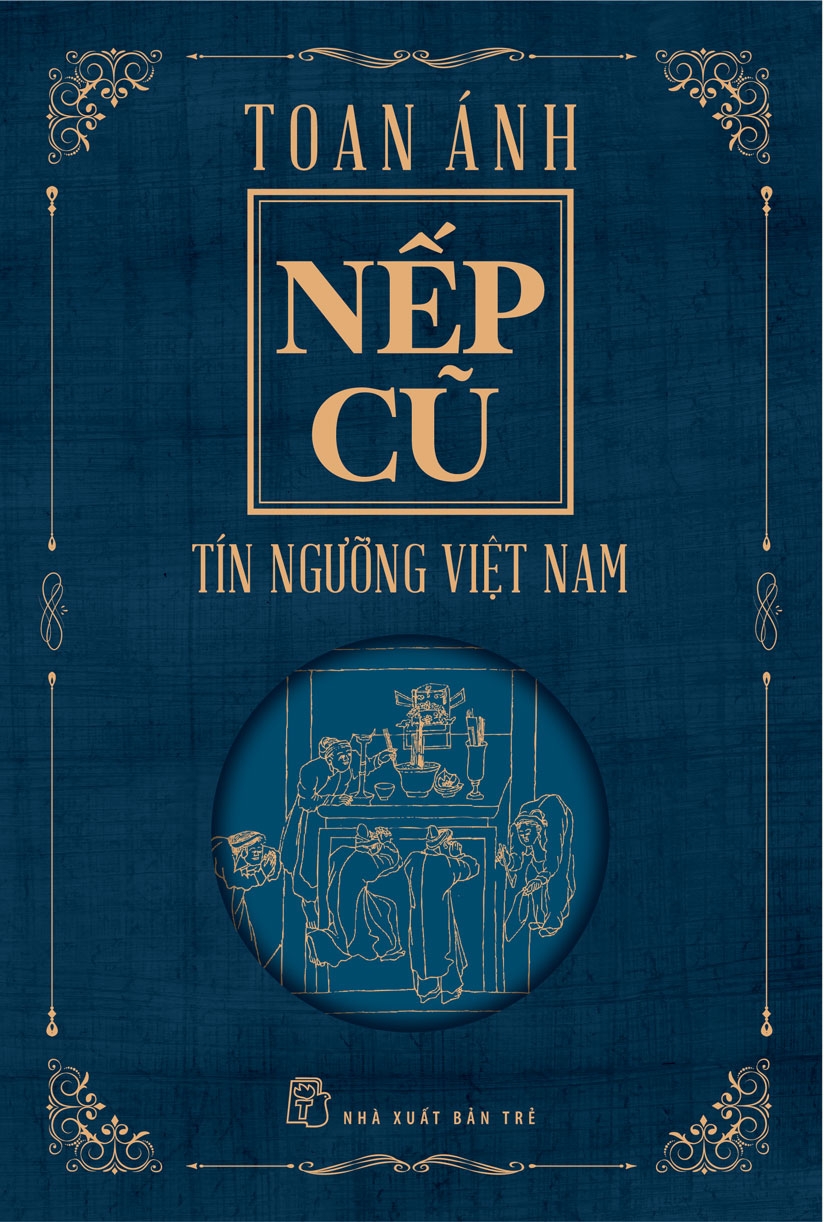 TOAN ÁNH
NẾP
CŨ
TÍN NGƯỠNG VIỆT NAM
T
NHÀ XUẤT BẢN TRẺ